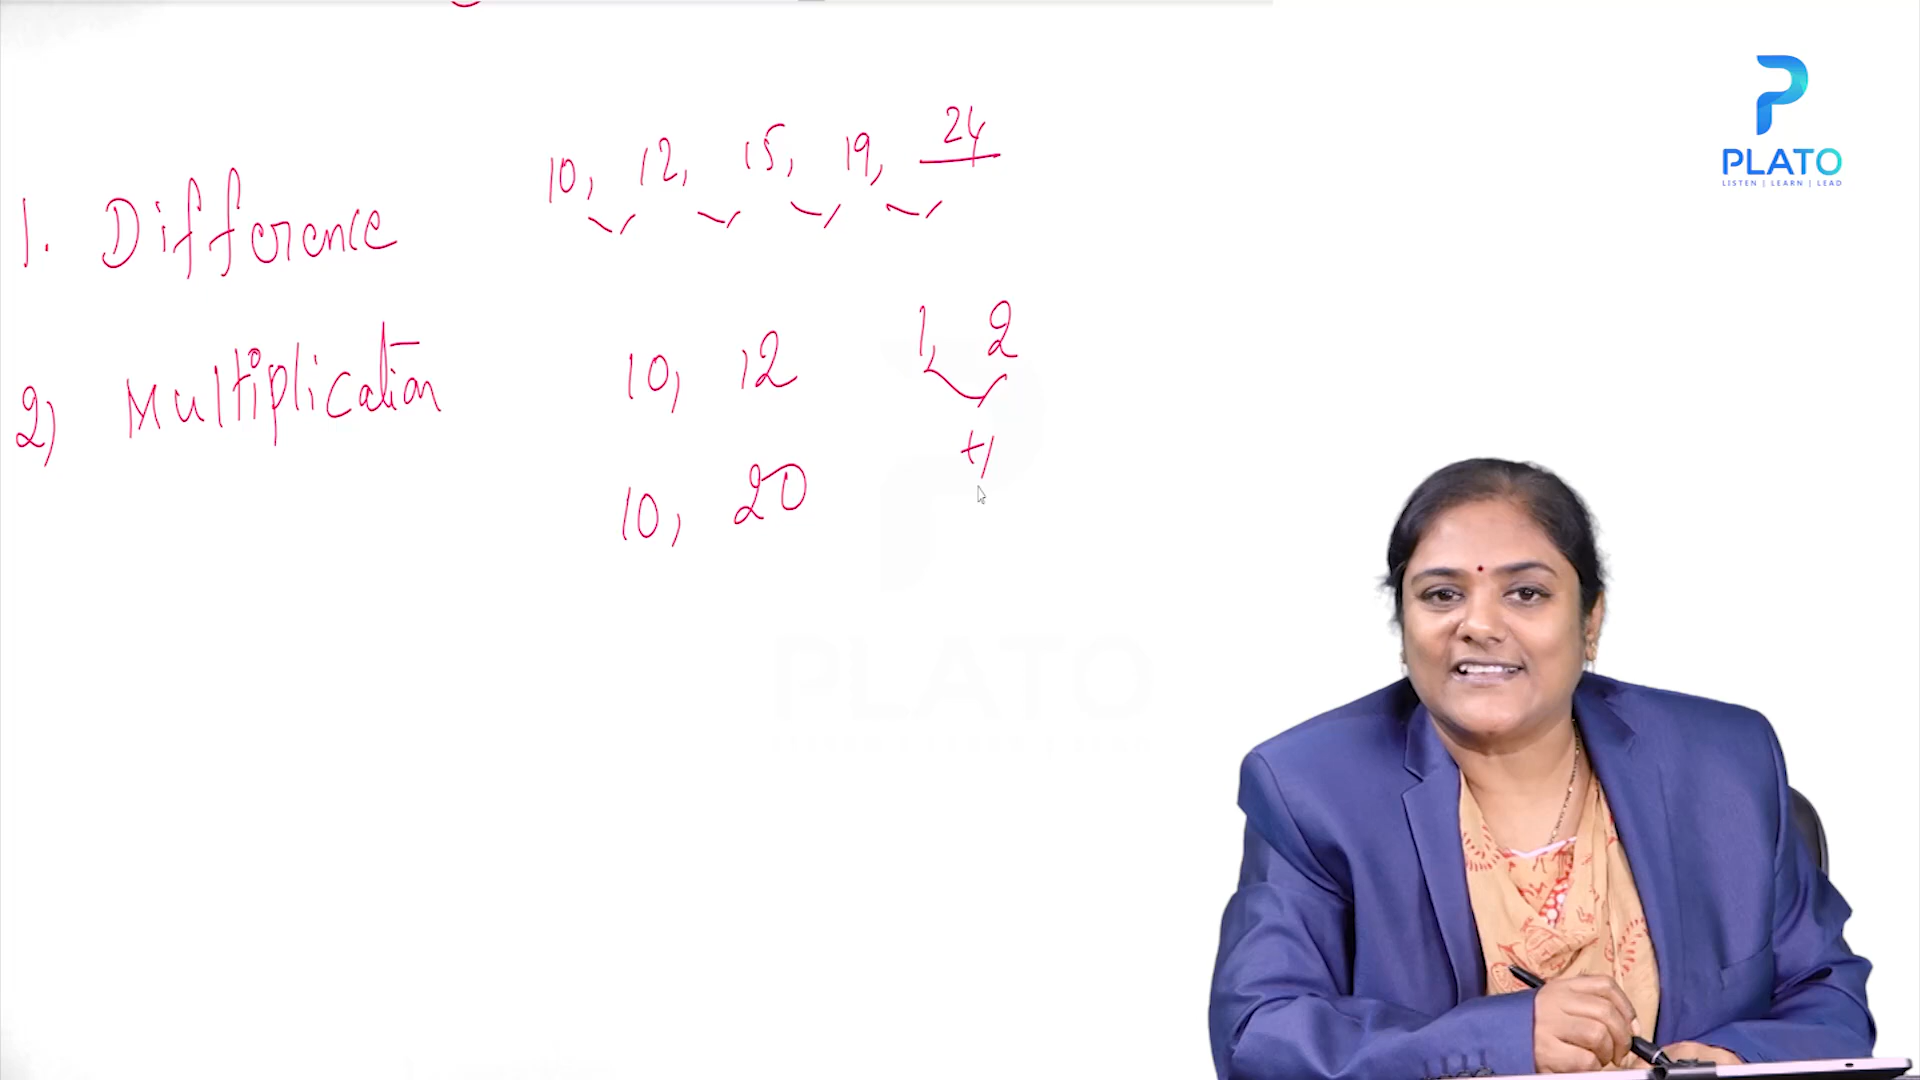 10, 12, 15, 19, 24
1. Difference
10, 12
1, 2
2) Multiplication
+1
10, 20
PLATO
LISTEN | LEARN | LEAD
PLATO